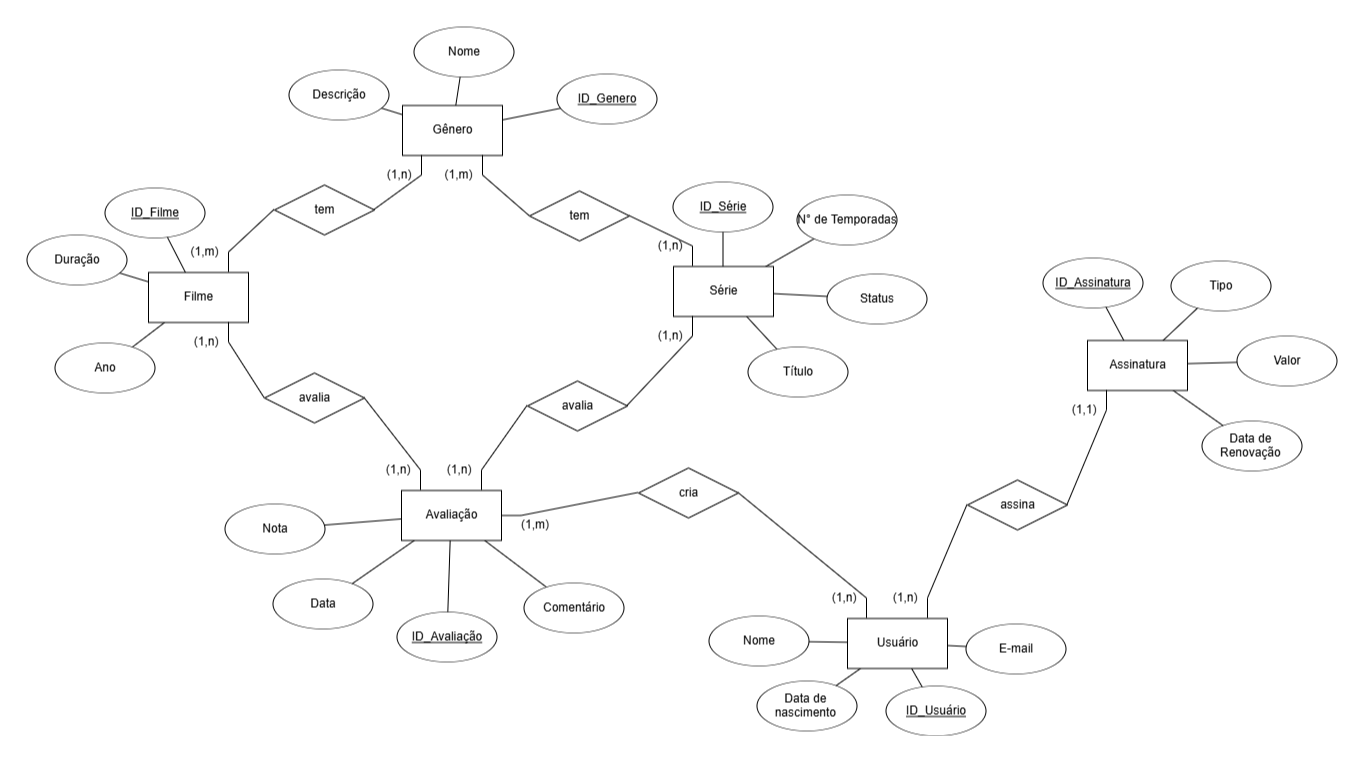 Nome
Descrição
ID_Genero
Gênero
(1,n)
(1,m)
ID_Filme
tem
tem
ID_Série
N° de Temporadas
(1,m)
(1,n)
Duração
Filme
Série
Status
ID_Assinatura
Tipo
(1,n)
(1,n)
Ano
Título
Assinatura
Valor
avalia
avalia
(1,1)
Data de
Renovação
(1,n)
(1,n)
cria
assina
Nota
Avaliação
(1,m)
Data
ID_Avaliação
Comentário
(1,n)
(1,n)
Nome
Usuário
E-mail
Data de
nascimento
ID_Usuário